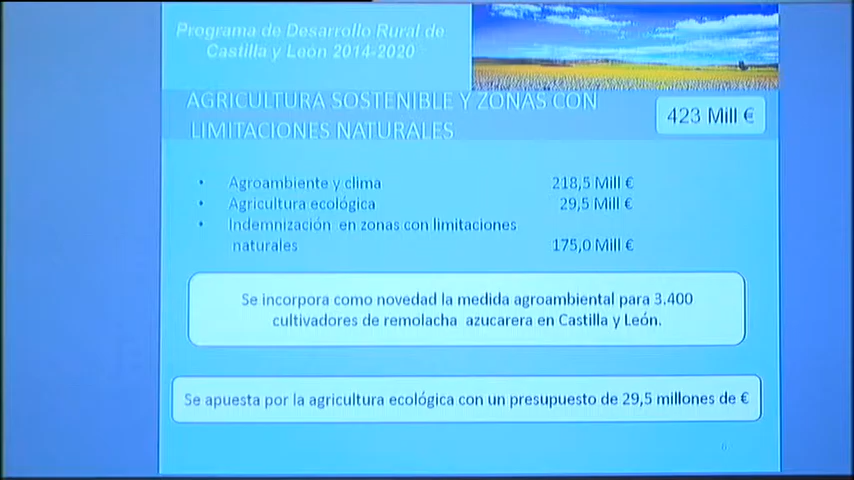 Programa de Desarrollo Rural de
Castilla y León 2014-2020
AGRICULTURA SOSTENIBLE Y ZONAS CON
LIMITACIONES NATURALES
423 Mill €
• Agroambiente y clima 218,5 Mill €
• Agricultura ecológica 29,5 Mill €
• Indemnización en zonas con limitaciones
naturales 175,0 Mill €
Se incorpora como novedad la medida agroambiental para 3.400
cultivadores de remolacha azucarera en Castilla y León.
Se apuesta por la agricultura ecológica con un presupuesto de 29,5 millones de €
6